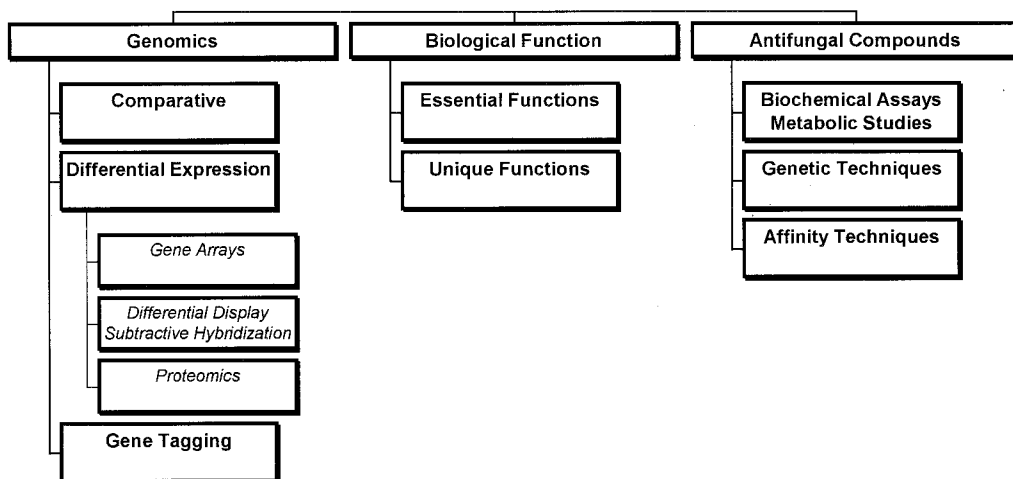 Genomics
Biological Function
Antifungal Compounds
Comparative
Differential Expression
Gene Arrays
Differential Display
Subtractive Hybridization
Proteomics
Gene Tagging
Essential Functions
Unique Functions
Biochemical Assays
Metabolic Studies
Genetic Techniques
Affinity Techniques